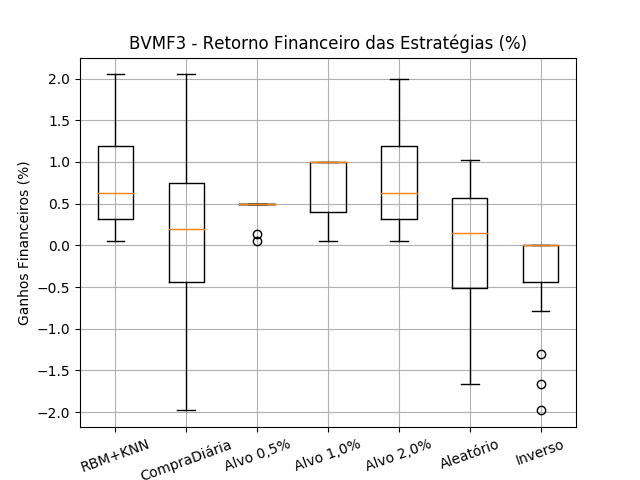 BVMF3 - Retorno Financeiro das Estratégias (%)
Ganhos Financeiros (%)
2.0
1.5
1.0
0.5
0.0
−0.5
−1.0
−1.5
−2.0
RBM+KNN
CompraDiária
Alvo 0,5%
Alvo 1,0%
Alvo 2,0%
Aleatório
Inverso